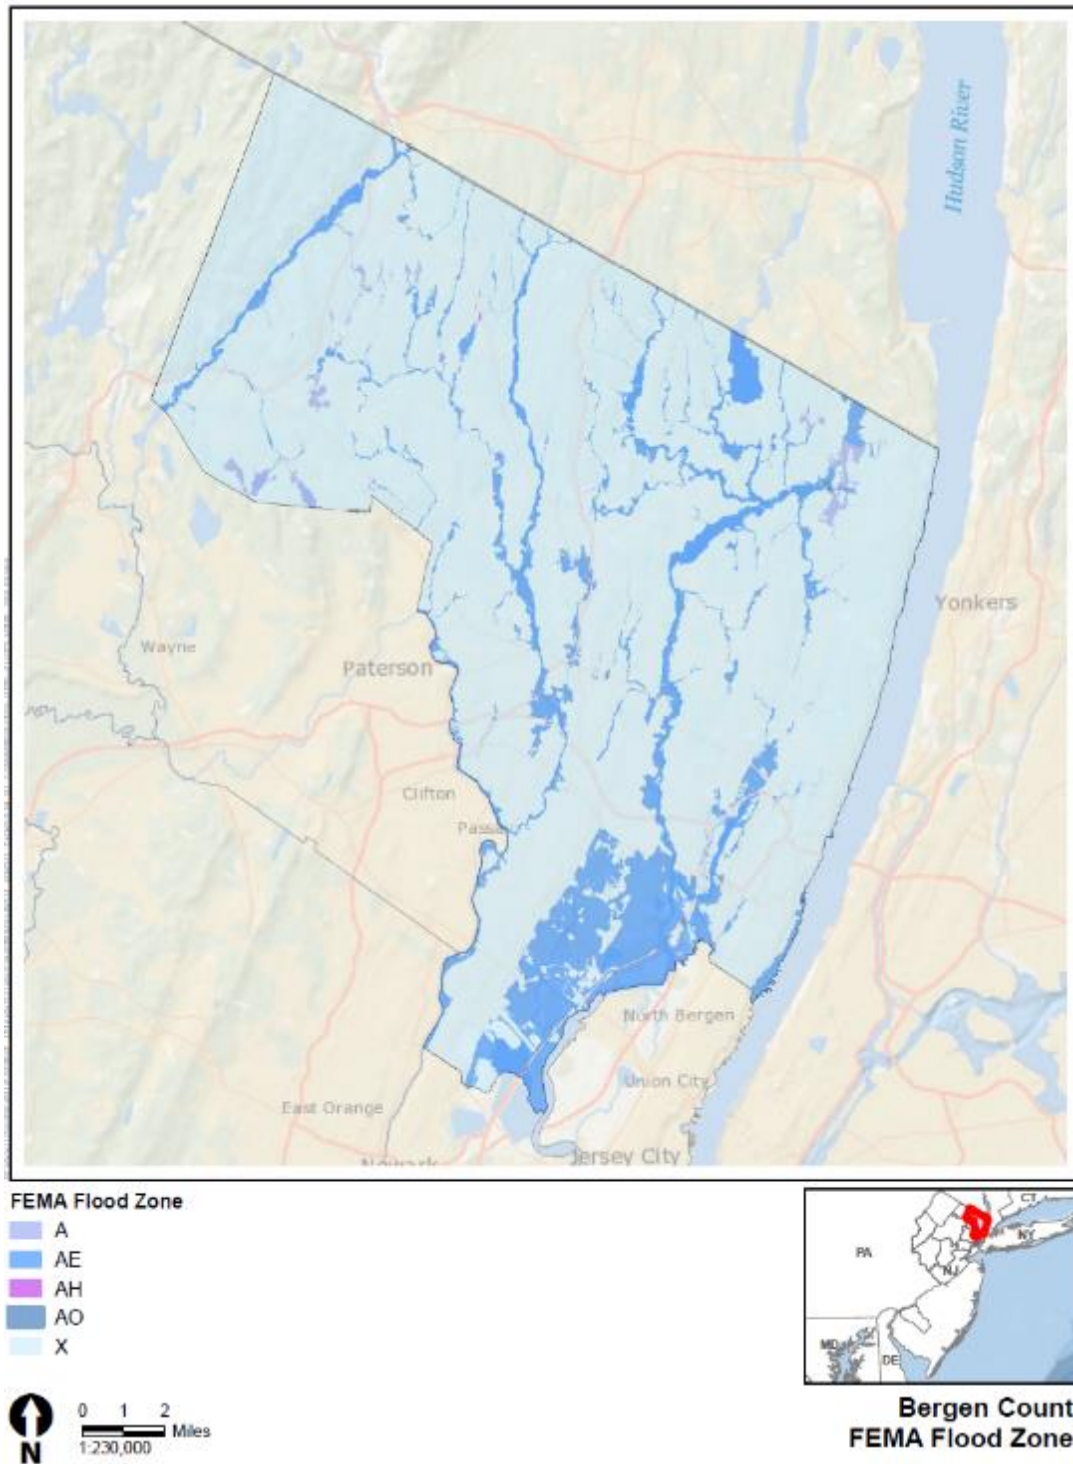 Hudson River
Yonkers
Wayne
Paterson
Clifton
Passa
North Bergen
Union City
East Orange
Newark
Jersey City
FEMA Flood Zone
A
AE
AH
AO
X
CT
NY
PA
NJ
MD
DE
N
0 1 2
Miles
1:230,000
Bergen Count
FEMA Flood Zone